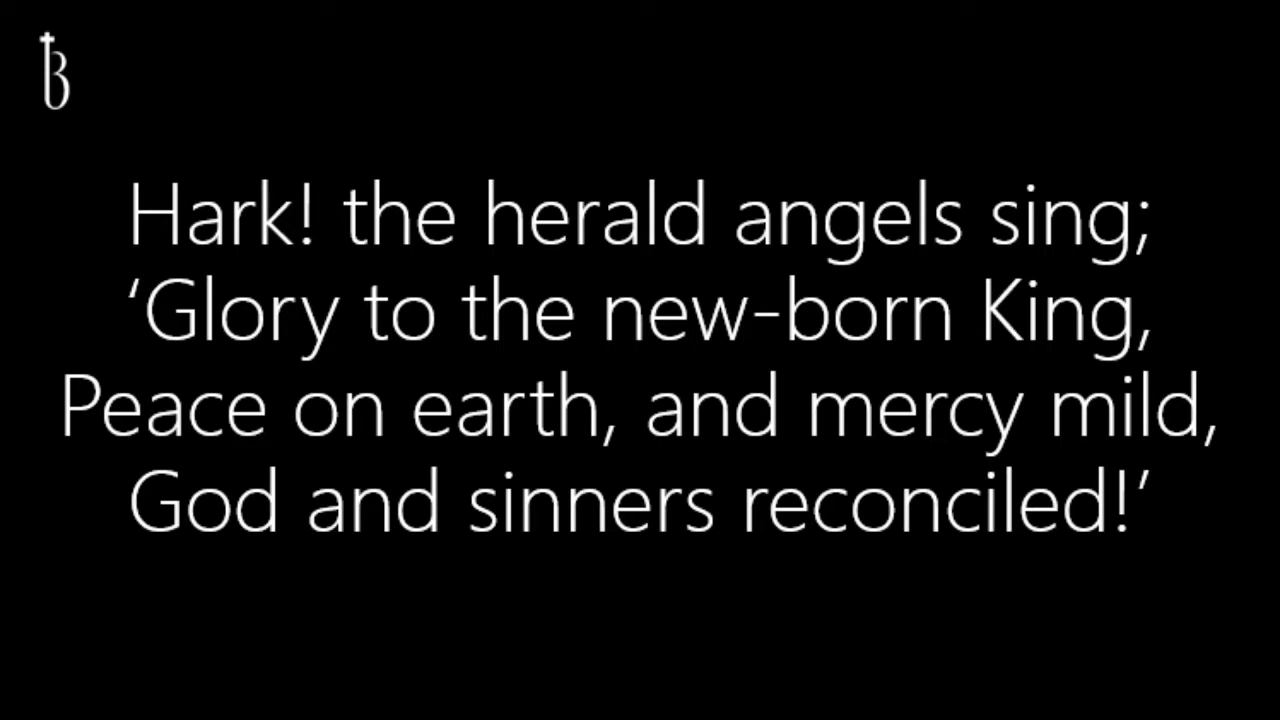 B
Hark! the herald angels sing;
‘Glory to the new-born King,
Peace on earth, and mercy mild,
God and sinners reconciled!’